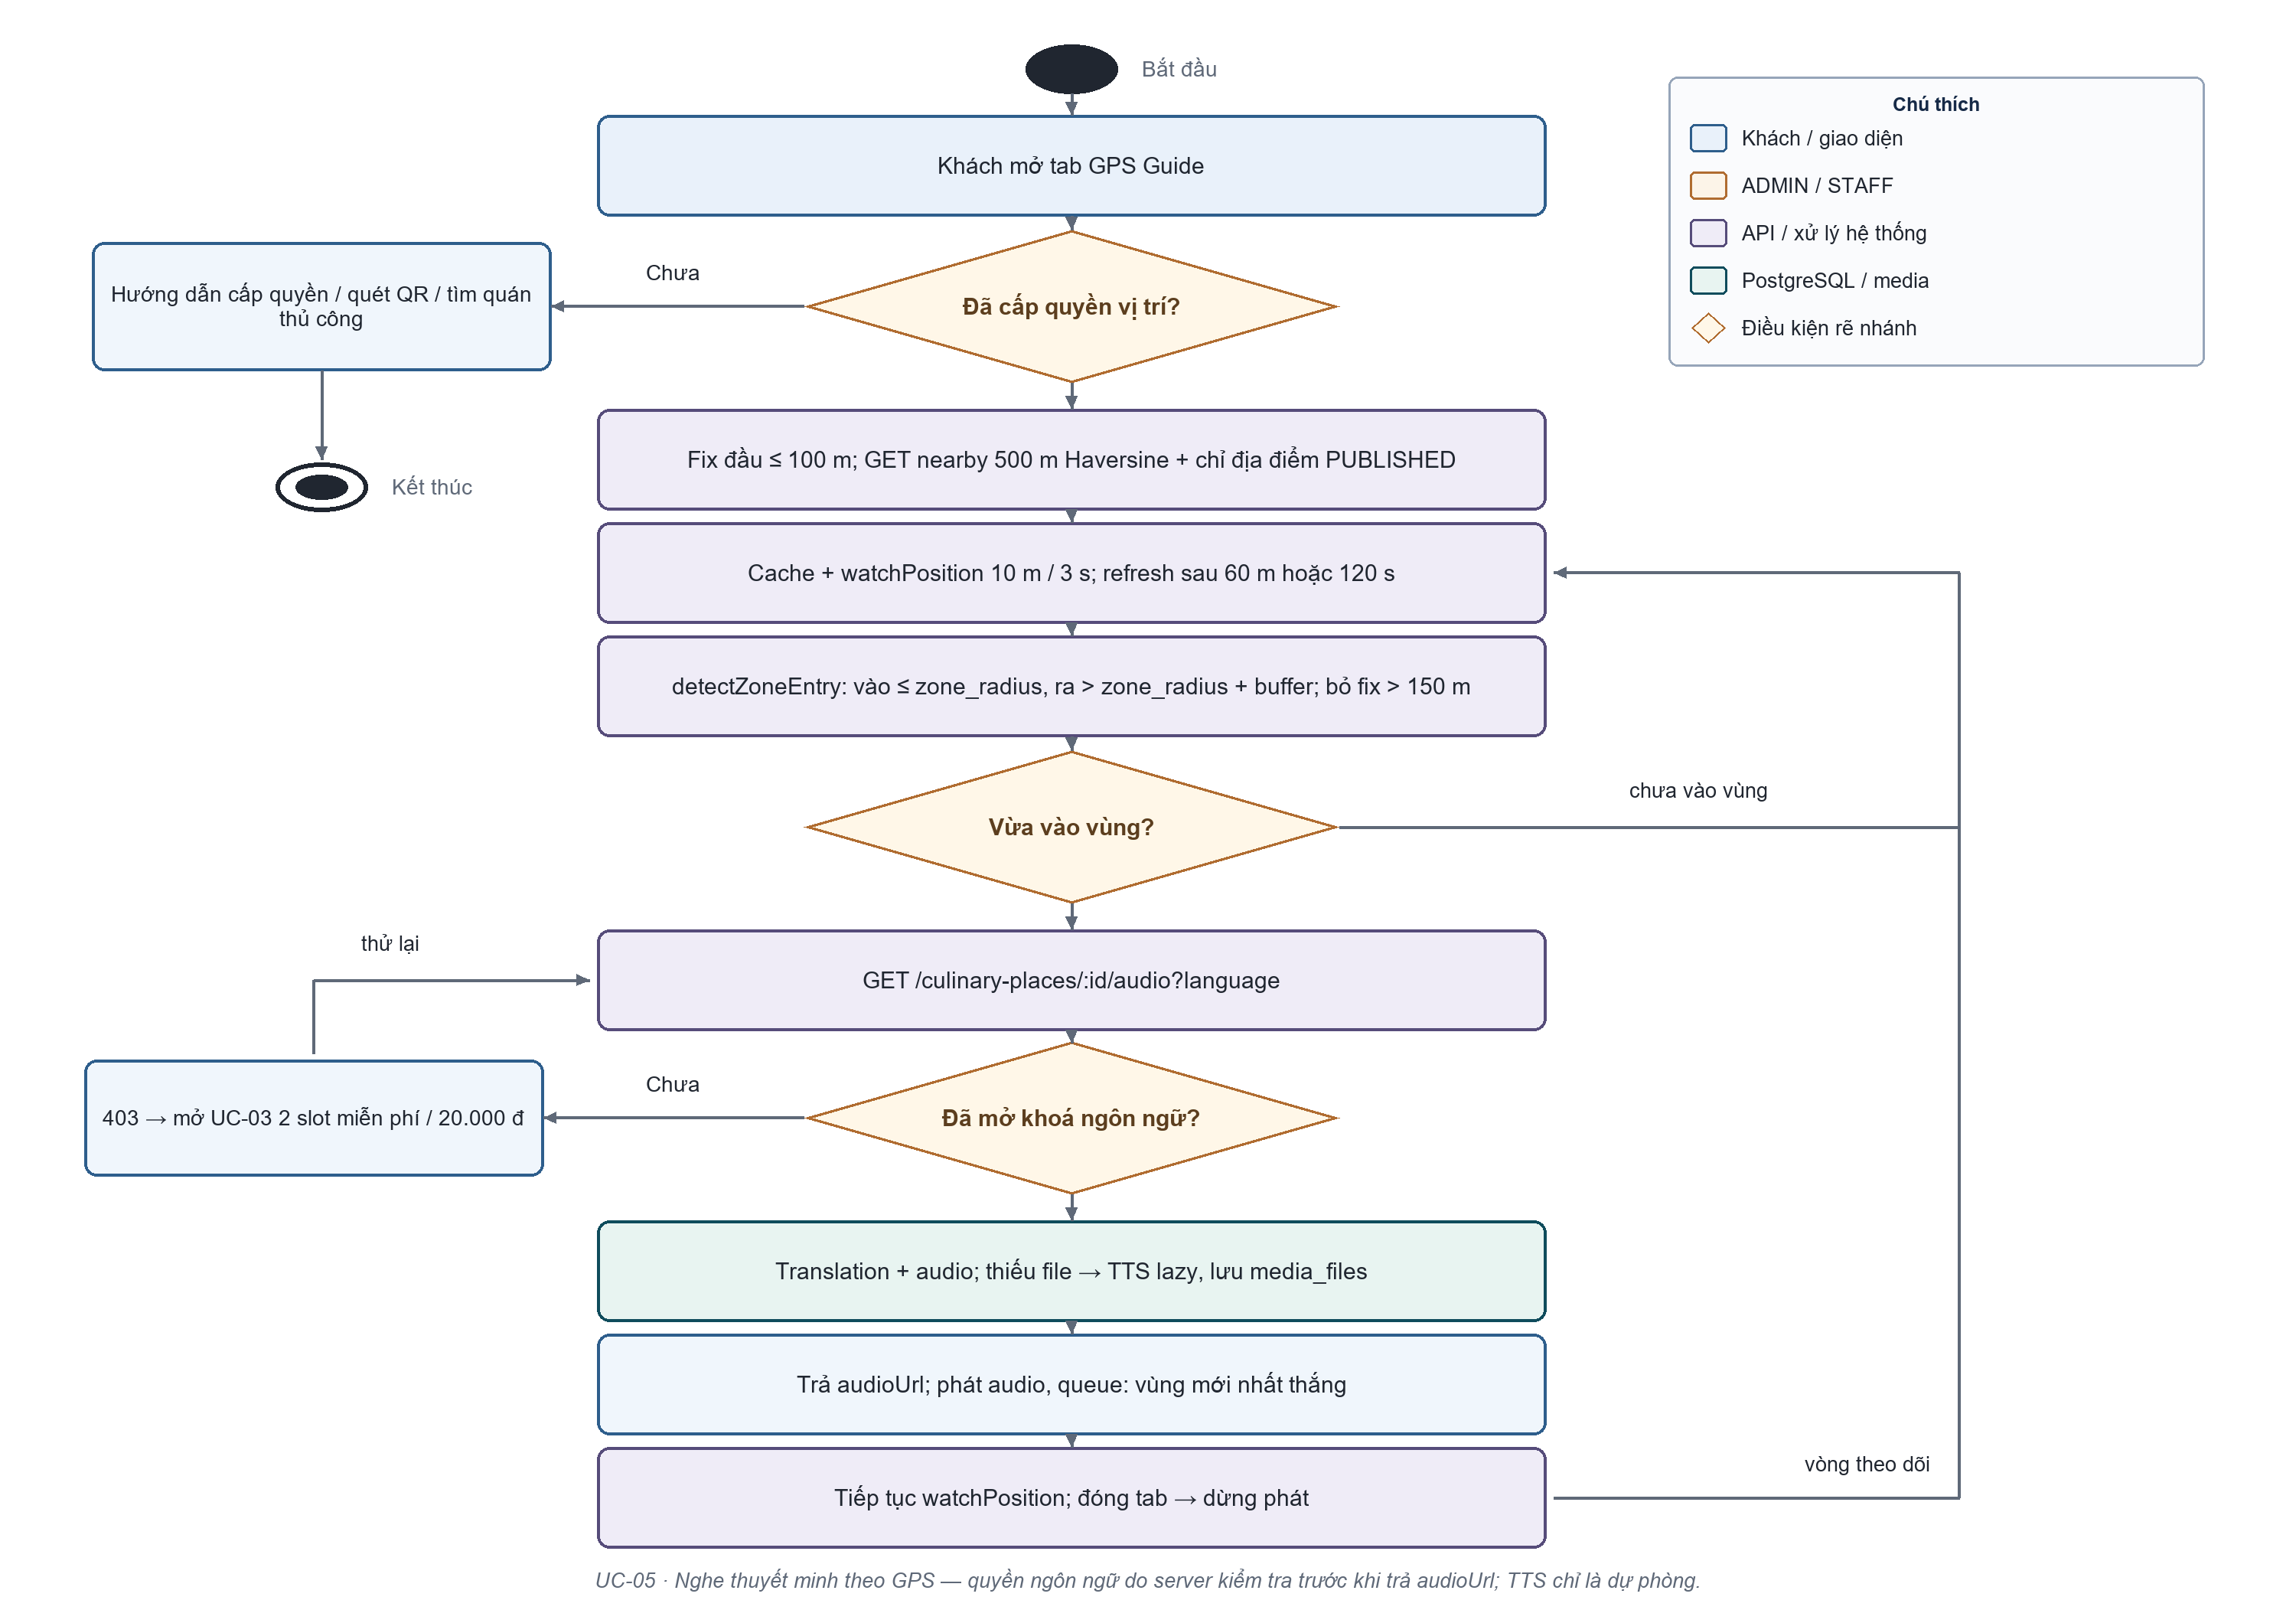 Bắt đầu
Chú thích
Khách / giao diện
ADMIN / STAFF
API / xử lý hệ thống
PostgreSQL / media
Điều kiện rẽ nhánh
Khách mở tab GPS Guide
Đã cấp quyền vị trí?
Chưa
Hướng dẫn cấp quyền / quét QR / tìm quán
thủ công
Kết thúc
Fix đầu ≤ 100 m; GET nearby 500 m Haversine + chỉ địa điểm PUBLISHED
Cache + watchPosition 10 m / 3 s; refresh sau 60 m hoặc 120 s
detectZoneEntry: vào ≤ zone_radius, ra > zone_radius + buffer; bỏ fix > 150 m
Vừa vào vùng?
chưa vào vùng
thử lại
GET /culinary-places/:id/audio?language
Đã mở khoá ngôn ngữ?
Chưa
403 → mở UC-03 2 slot miễn phí / 20.000 đ
Translation + audio; thiếu file → TTS lazy, lưu media_files
Trả audioUrl; phát audio, queue: vùng mới nhất thắng
Tiếp tục watchPosition; đóng tab → dừng phát
vòng theo dõi
UC-05 · Nghe thuyết minh theo GPS — quyền ngôn ngữ do server kiểm tra trước khi trả audioUrl; TTS chỉ là dự phòng.